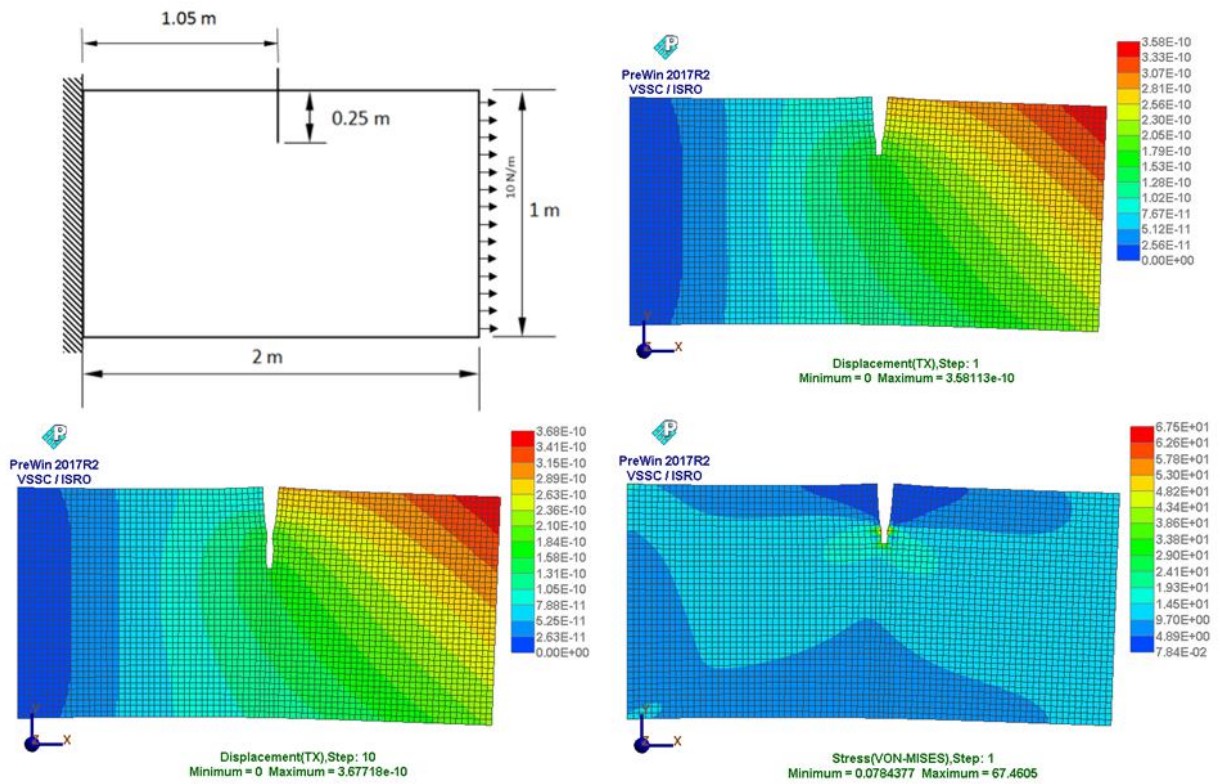 1.05 m
0.25 m
10 N/m
1 m
2 m
P
PreWin 2017R2
VSSC / ISRO
3.58E-10
3.33E-10
3.07E-10
2.81E-10
2.56E-10
2.30E-10
2.05E-10
1.79E-10
1.54E-10
1.28E-10
1.02E-10
7.67E-11
5.12E-11
2.56E-11
0.00E+00
Y
Z
X
Displacement(TX),Step: 1
Minimum = 0 Maximum = 3.58113e-10
P
PreWin 2017R2
VSSC / ISRO
3.68E-10
3.41E-10
3.15E-10
2.89E-10
2.63E-10
2.36E-10
2.10E-10
1.84E-10
1.58E-10
1.31E-10
1.05E-10
7.88E-11
5.25E-11
2.63E-11
0.00E+00
Y
Z
X
Displacement(TX),Step: 10
Minimum = 0 Maximum = 3.67718e-10
P
PreWin 2017R2
VSSC / ISRO
6.75E+01
6.26E+01
5.78E+01
5.30E+01
4.82E+01
4.34E+01
3.86E+01
3.38E+01
2.90E+01
2.41E+01
1.93E+01
1.45E+01
9.70E+00
4.89E+00
7.84E-02
Y
Z
X
Stress(VON-MISES),Step: 1
Minimum = 0.0784377 Maximum = 67.4605